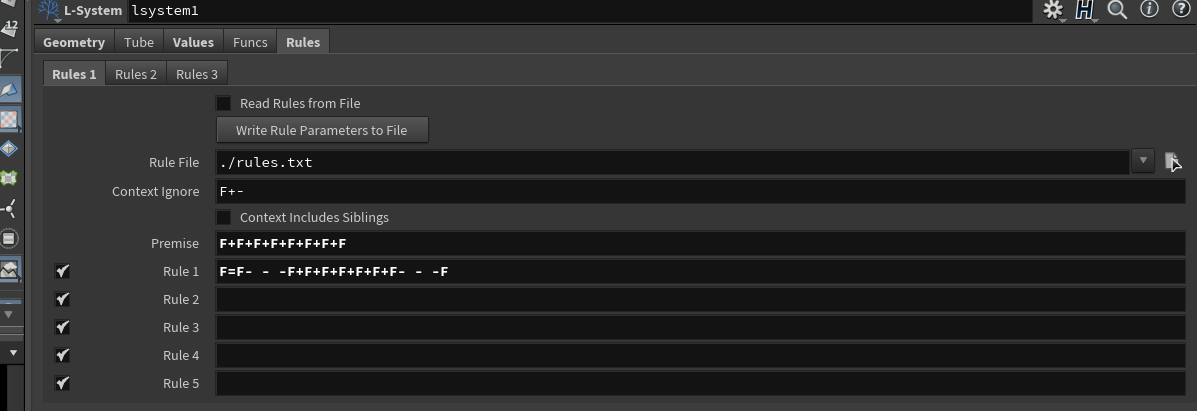 12
L-System lsystem1
Geometry Tube Values Funcs Rules
Rules 1 Rules 2 Rules 3
Read Rules from File
Write Rule Parameters to File
Rule File ./rules.txt
Context Ignore F+-
Context Includes Siblings
Premise F+F+F+F+F+F+F+F
Rule 1 F=F- - -F+F+F+F+F+F+F- - -F
Rule 2
Rule 3
Rule 4
Rule 5